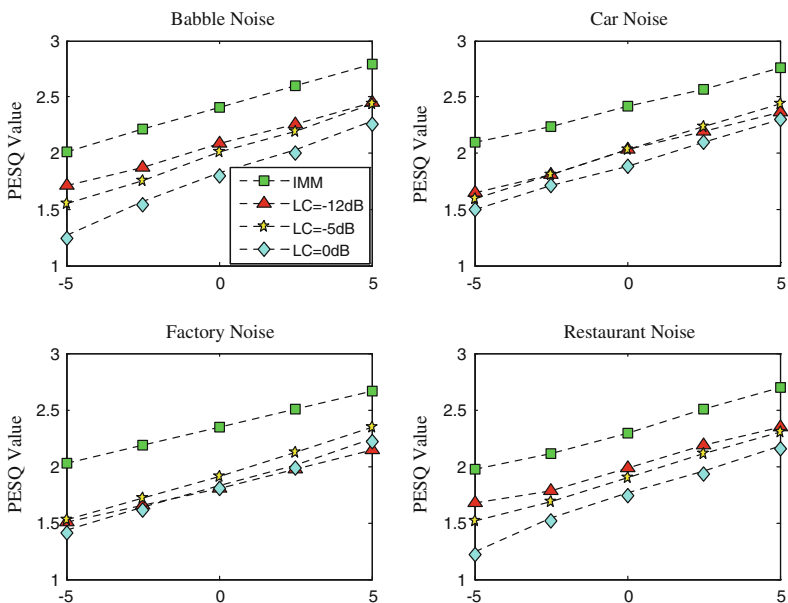 Babble Noise
3
2.5
2
1.5
1
PESQ Value
-5
0
5
IMM
LC=-12dB
LC=-5dB
LC=0dB
Car Noise
3
2.5
2
1.5
1
-5
0
5
Factory Noise
3
2.5
2
1.5
1
PESQ Value
-5
0
5
Restaurant Noise
3
2.5
2
1.5
1
PESQ Value
-5
0
5